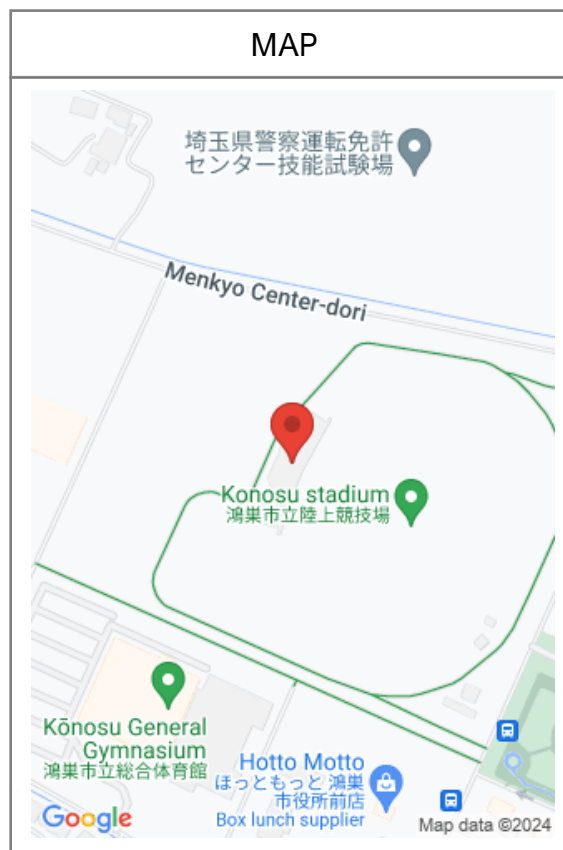 MAP
埼玉県警察運転免許
センター技能試験場
Menkyo Center-dori
Konosu stadium
鴻巣市立陸上競技場
Kōnosu General
Gymnasium
鴻巣市立総合体育館
Hotto Motto
ほっともっと 鴻巣
市役所前店
Box lunch supplier
Google
Map data ©2024